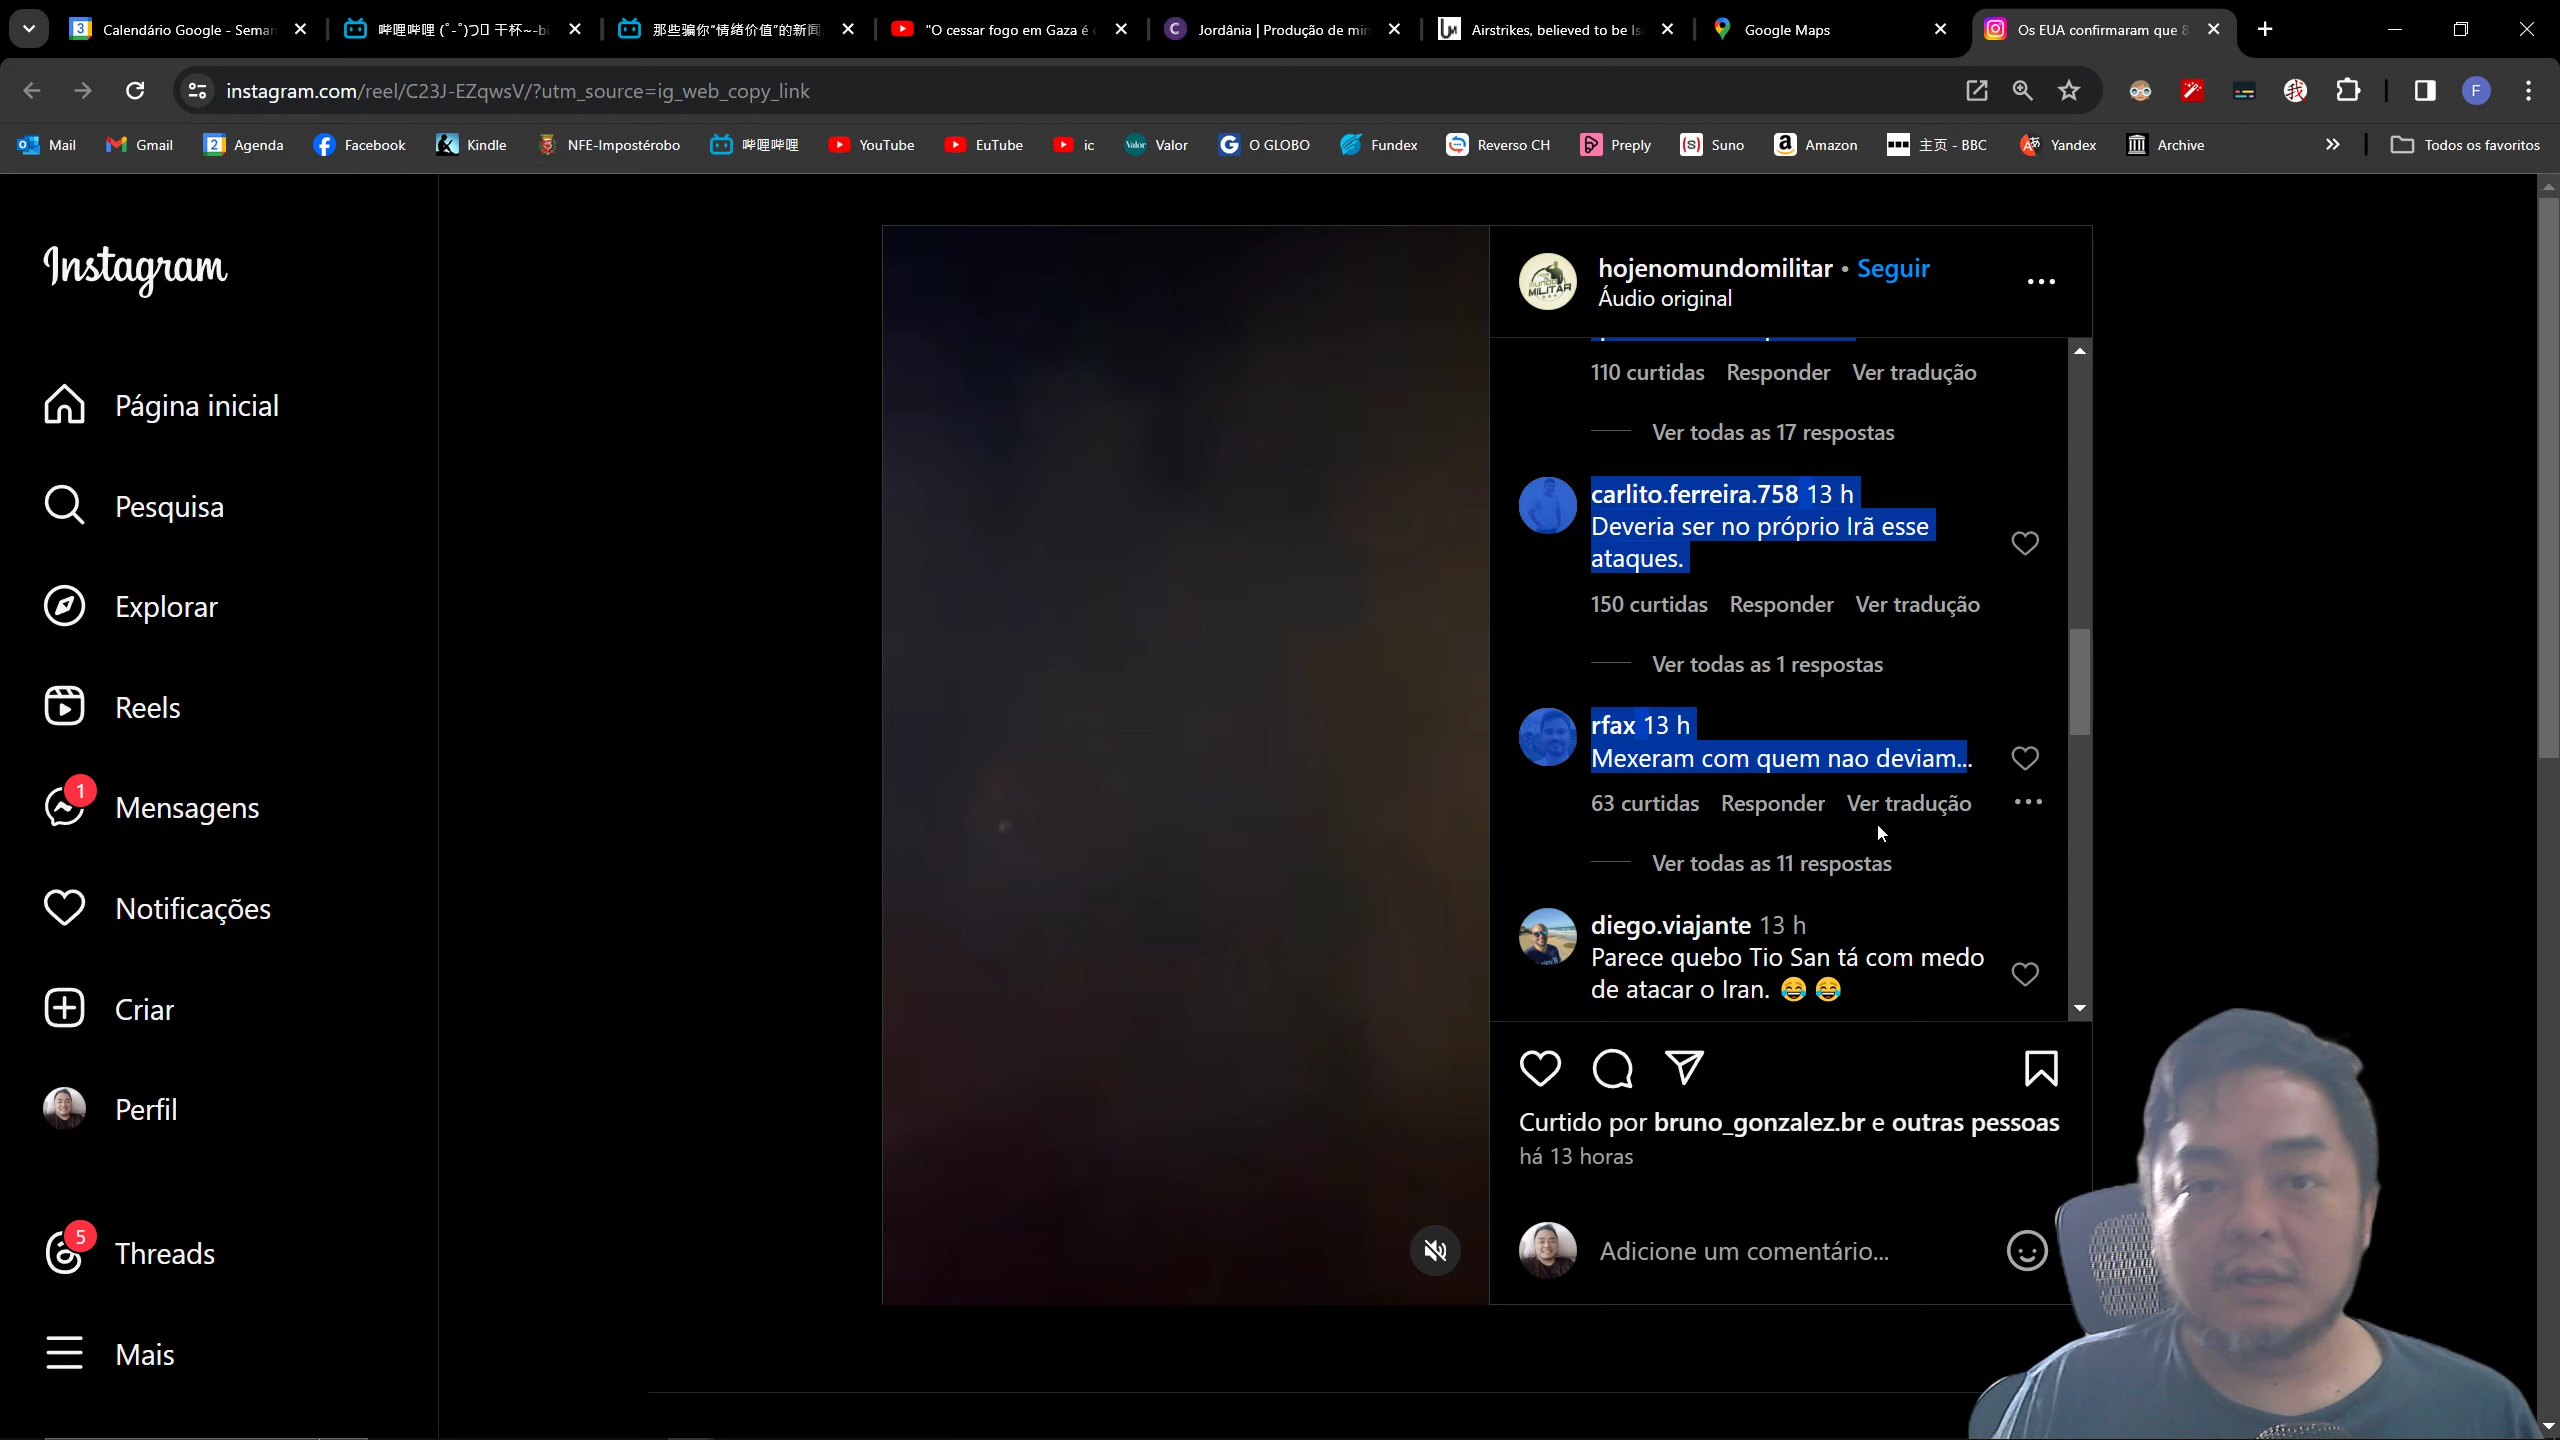 Calendário Google - Seman
哔哩哔哩 (゜-゜)つロ 干杯~-bi
那些骗你“情绪价值”的新闻
"O cessar fogo em Gaza é
Jordânia | Produção de min
Airstrikes, believed to be Is
Google Maps
Os EUA confirmaram que 8
instagram.com/reel/C23J-EZqwsV/?utm_source=ig_web_copy_link
F
Mail
Gmail
Agenda
Facebook
Kindle
NFE-Impostérobo
哔哩哔哩
YouTube
EuTube
ic
Valor
O GLOBO
Fundex
Reverso CH
Preply
Suno
Amazon
主页 - BBC
Yandex
Archive
Todos os favoritos
Instagram
Página inicial
Pesquisa
Explorar
Reels
1
Mensagens
Notificações
Criar
Perfil
5
Threads
Mais
MILITAR
hojenomundomilitar • Seguir
Áudio original
110 curtidas Responder Ver tradução
Ver todas as 17 respostas
carlito.ferreira.758 13 h
Deveria ser no próprio Irã esse
ataques.
150 curtidas Responder Ver tradução
Ver todas as 1 respostas
rfax 13 h
Mexeram com quem nao deviam...
63 curtidas Responder Ver tradução
Ver todas as 11 respostas
diego.viajante 13 h
Parece quebo Tio San tá com medo
de atacar o Iran. 😂 😂
Curtido por bruno_gonzalez.br e outras pessoas
há 13 horas
Adicione um comentário...